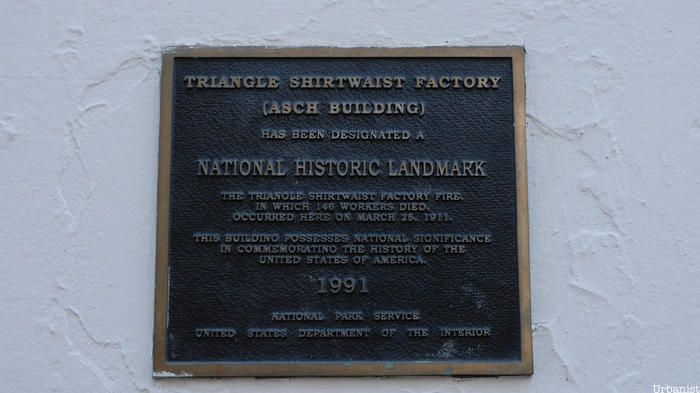 TRIANGLE SHIRTWAIST FACTORY
(ASCH BUILDING)
HAS BEEN DESIGNATED A
NATIONAL HISTORIC LANDMARK
THE TRIANGLE SHIRTWAIST FACTORY FIRE,
IN WHICH 146 WORKERS DIED,
OCCURRED HERE ON MARCH 25, 1911.
THIS BUILDING POSSESSES NATIONAL SIGNIFICANCE
IN COMMEMORATING THE HISTORY OF THE
UNITED STATES OF AMERICA.
1991
NATIONAL PARK SERVICE
UNITED STATES DEPARTMENT OF THE INTERIOR
Urbanist